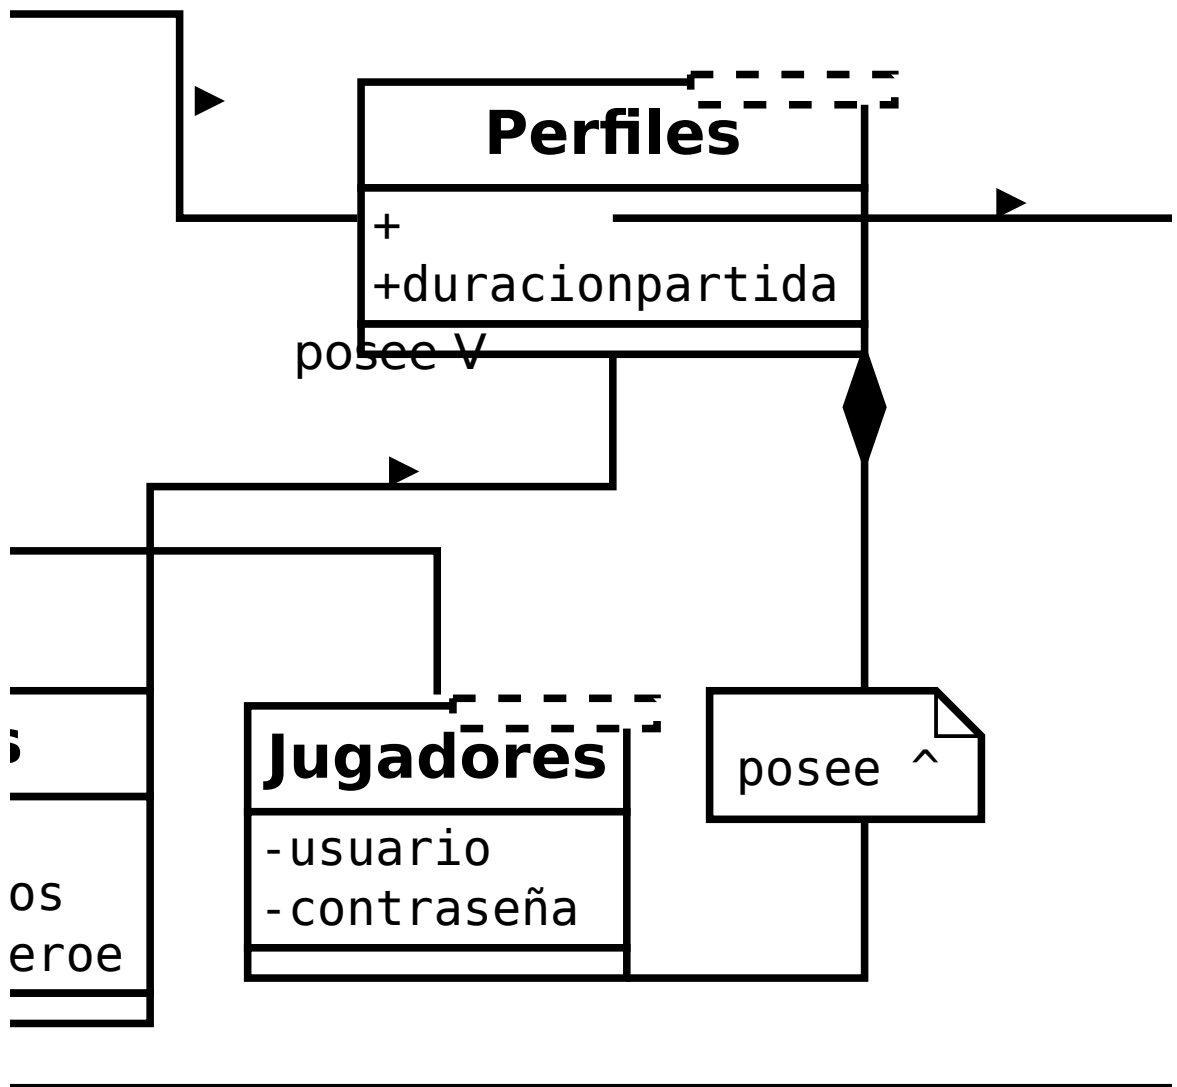 Perfiles
+
+duracionpartida
posee V
s
Jugadores
posee ^
-usuario
-contraseña
os
eroe